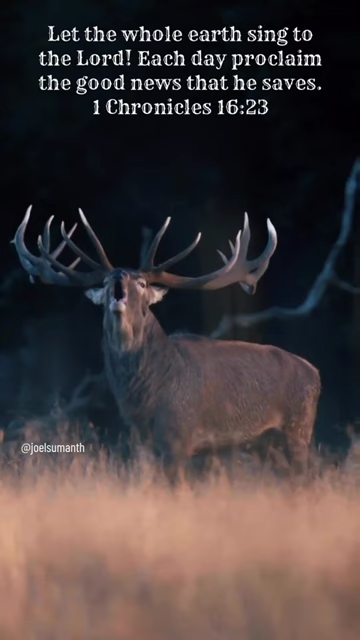 Let the whole earth sing to
the Lord! Each day proclaim
the good news that he saves.
1 Chronicles 16:23
@joelsumanth